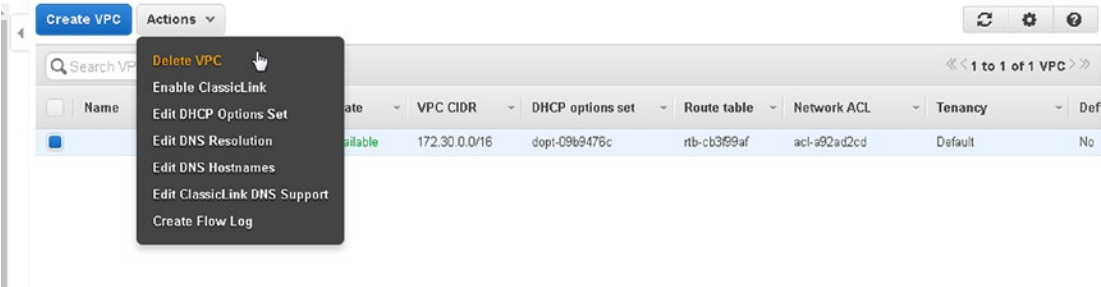 Create VPC Actions
Search VP
1 to 1 of 1 VPC
Delete VPC
Enable ClassicLink
Edit DHCP Options Set
Edit DNS Resolution
Edit DNS Hostnames
Edit ClassicLink DNS Support
Create Flow Log
Name ate VPC CIDR DHCP options set Route table Network ACL Tenancy Def
ailable 172.30.0.0/16 dopt-09b9476c rtb-cb3f99af acl-a92ad2cd Default No